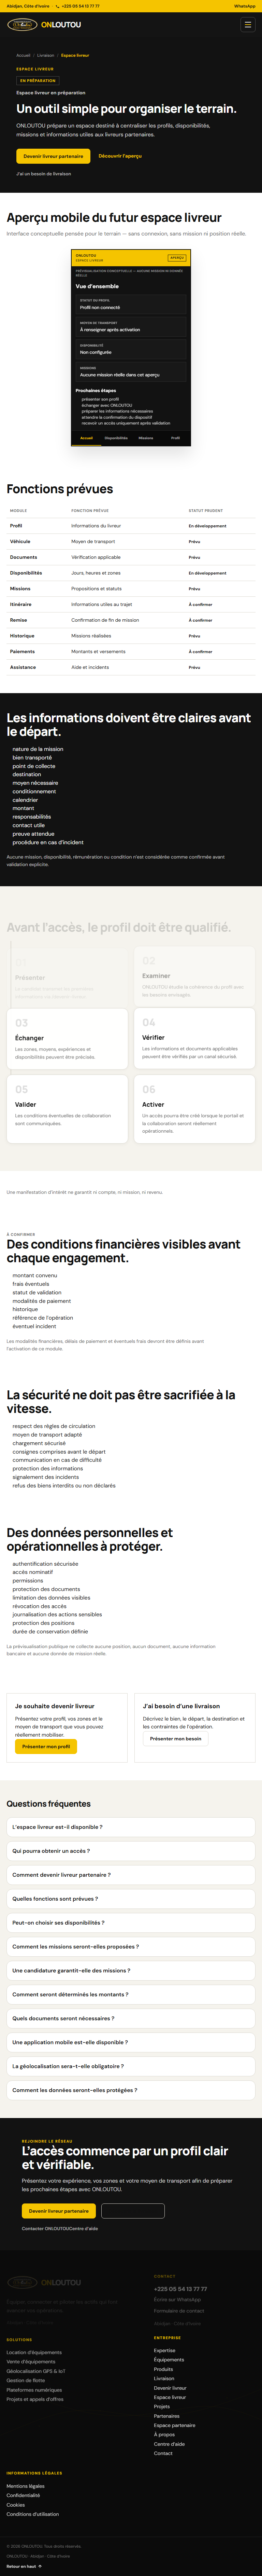 Abidjan, Côte d'Ivoire
+225 05 54 13 77 77
WhatsApp
ONLOUTOU
Accueil / Livraison / Espace livreur
ESPACE LIVREUR
EN PRÉPARATION
Espace livreur en préparation
Un outil simple pour organiser le terrain.
ONLOUTOU prépare un espace destiné à centraliser les profils, disponibilités,
missions et informations utiles aux livreurs partenaires.
Devenir livreur partenaire
Découvrir l'aperçu
J'ai un besoin de livraison
Aperçu mobile du futur espace livreur
Interface conceptuelle pensée pour le terrain — sans connexion, sans mission ni position réelle.
ONLOUTOU
ESPACE LIVREUR
APERÇU
PRÉVISUALISATION CONCEPTUELLE — AUCUNE MISSION NI DONNÉE
RÉELLE
Vue d'ensemble
STATUT DU PROFIL
Profil non connecté
MOYEN DE TRANSPORT
À renseigner après activation
DISPONIBILITÉ
Non configurée
MISSIONS
Aucune mission réelle dans cet aperçu
Prochaines étapes
présenter son profil
échanger avec ONLOUTOU
préparer les informations nécessaires
attendre la confirmation du dispositif
recevoir un accès uniquement après validation
Accueil
Disponibilités
Missions
Profil
Fonctions prévues
MODULE
FONCTION PRÉVUE
STATUT PRUDENT
Profil
Informations du livreur
En développement
Véhicule
Moyen de transport
Prévu
Documents
Vérification applicable
Prévu
Disponibilités
Jours, heures et zones
En développement
Missions
Propositions et statuts
Prévu
Itinéraire
Informations utiles au trajet
À confirmer
Remise
Confirmation de fin de mission
À confirmer
Historique
Missions réalisées
Prévu
Paiements
Montants et versements
À confirmer
Assistance
Aide et incidents
Prévu
Les informations doivent être claires avant
le départ.
nature de la mission
bien transporté
point de collecte
destination
moyen nécessaire
conditionnement
calendrier
montant
responsabilités
contact utile
preuve attendue
procédure en cas d'incident
Aucune mission, disponibilité, rémunération ou condition n'est considérée comme confirmée avant
validation explicite.
Avant l'accès, le profil doit être qualifié.
Présenter
02
Examiner
ONLOUTOU étudie la cohérence du profil avec
les besoins envisagés.
03
Échanger
Les zones, moyens, expériences et
disponibilités peuvent être précisés.
04
Vérifier
Les informations et documents applicables
peuvent être vérifiés par un canal sécurisé.
05
Valider
Les conditions éventuelles de collaboration
sont communiquées.
06
Activer
Un accès pourra être créé lorsque le portail et
la collaboration seront réellement
opérationnels.
Une manifestation d'intérêt ne garantit ni compte, ni mission, ni revenu.
À CONFIRMER
Des conditions financières visibles avant
chaque engagement.
montant convenu
frais éventuels
statut de validation
modalités de paiement
historique
référence de l'opération
éventuel incident
Les modalités financières, délais de paiement et éventuels frais devront être définis avant
l'activation de ce module.
La sécurité ne doit pas être sacrifiée à la
vitesse.
respect des règles de circulation
moyen de transport adapté
chargement sécurisé
consignes comprises avant le départ
communication en cas de difficulté
protection des informations
signalement des incidents
refus des biens interdits ou non déclarés
Des données personnelles et
opérationnelles à protéger.
authentification sécurisée
accès nominatif
permissions
protection des documents
limitation des données visibles
révocation des accès
journalisation des actions sensibles
protection des positions
durée de conservation définie
La prévisualisation publique ne collecte aucune position, aucun document, aucune information
bancaire et aucune donnée de mission réelle.
Je souhaite devenir livreur
Présentez votre profil, vos zones et le
moyen de transport que vous pouvez
réellement mobiliser.
Présenter mon profil
J'ai besoin d'une livraison
Décrivez le bien, le départ, la destination et
les contraintes de l'opération.
Présenter mon besoin
Questions fréquentes
L'espace livreur est-il disponible ?
Qui pourra obtenir un accès ?
Comment devenir livreur partenaire ?
Quelles fonctions sont prévues ?
Peut-on choisir ses disponibilités ?
Comment les missions seront-elles proposées ?
Une candidature garantit-elle des missions ?
Comment seront déterminés les montants ?
Quels documents seront nécessaires ?
Une application mobile est-elle disponible ?
La géolocalisation sera-t-elle obligatoire ?
Comment les données seront-elles protégées ?
REJOINDRE LE RÉSEAU
L'accès commence par un profil clair
et vérifiable.
Présentez votre expérience, vos zones et votre moyen de transport afin de préparer
les prochaines étapes avec ONLOUTOU.
Devenir livreur partenaire
Contacter ONLOUTOUCentre d'aide
ONLOUTOU
CONTACT
+225 05 54 13 77 77
Écrire sur WhatsApp
Formulaire de contact
SOLUTIONS
Location d'équipements
Vente d'équipements
Géolocalisation GPS & IoT
Gestion de flotte
Plateformes numériques
Projets et appels d'offres
ENTREPRISE
Expertise
Équipements
Produits
Livraison
Devenir livreur
Espace livreur
Projets
Partenaires
Espace partenaire
À propos
Centre d'aide
Contact
INFORMATIONS LÉGALES
Mentions légales
Confidentialité
Cookies
Conditions d'utilisation
© 2026 ONLOUTOU. Tous droits réservés.
ONLOUTOU · Abidjan · Côte d'Ivoire
Retour en haut